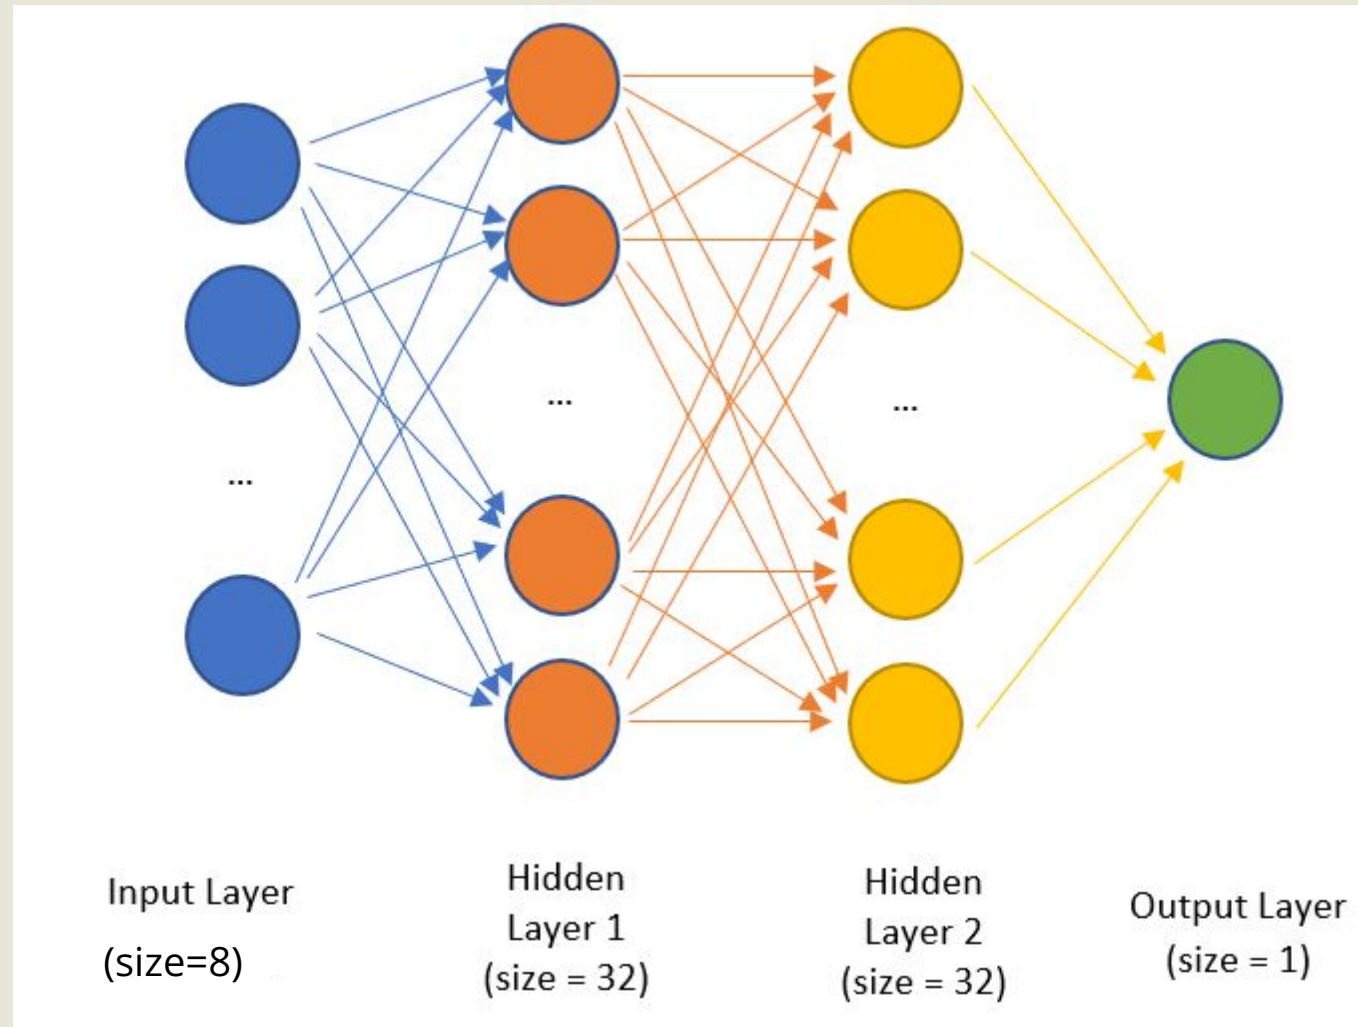 ...
...
...
Input Layer
(size=8)
Hidden
Layer 1
(size = 32)
Hidden
Layer 2
(size = 32)
Output Layer
(size = 1)